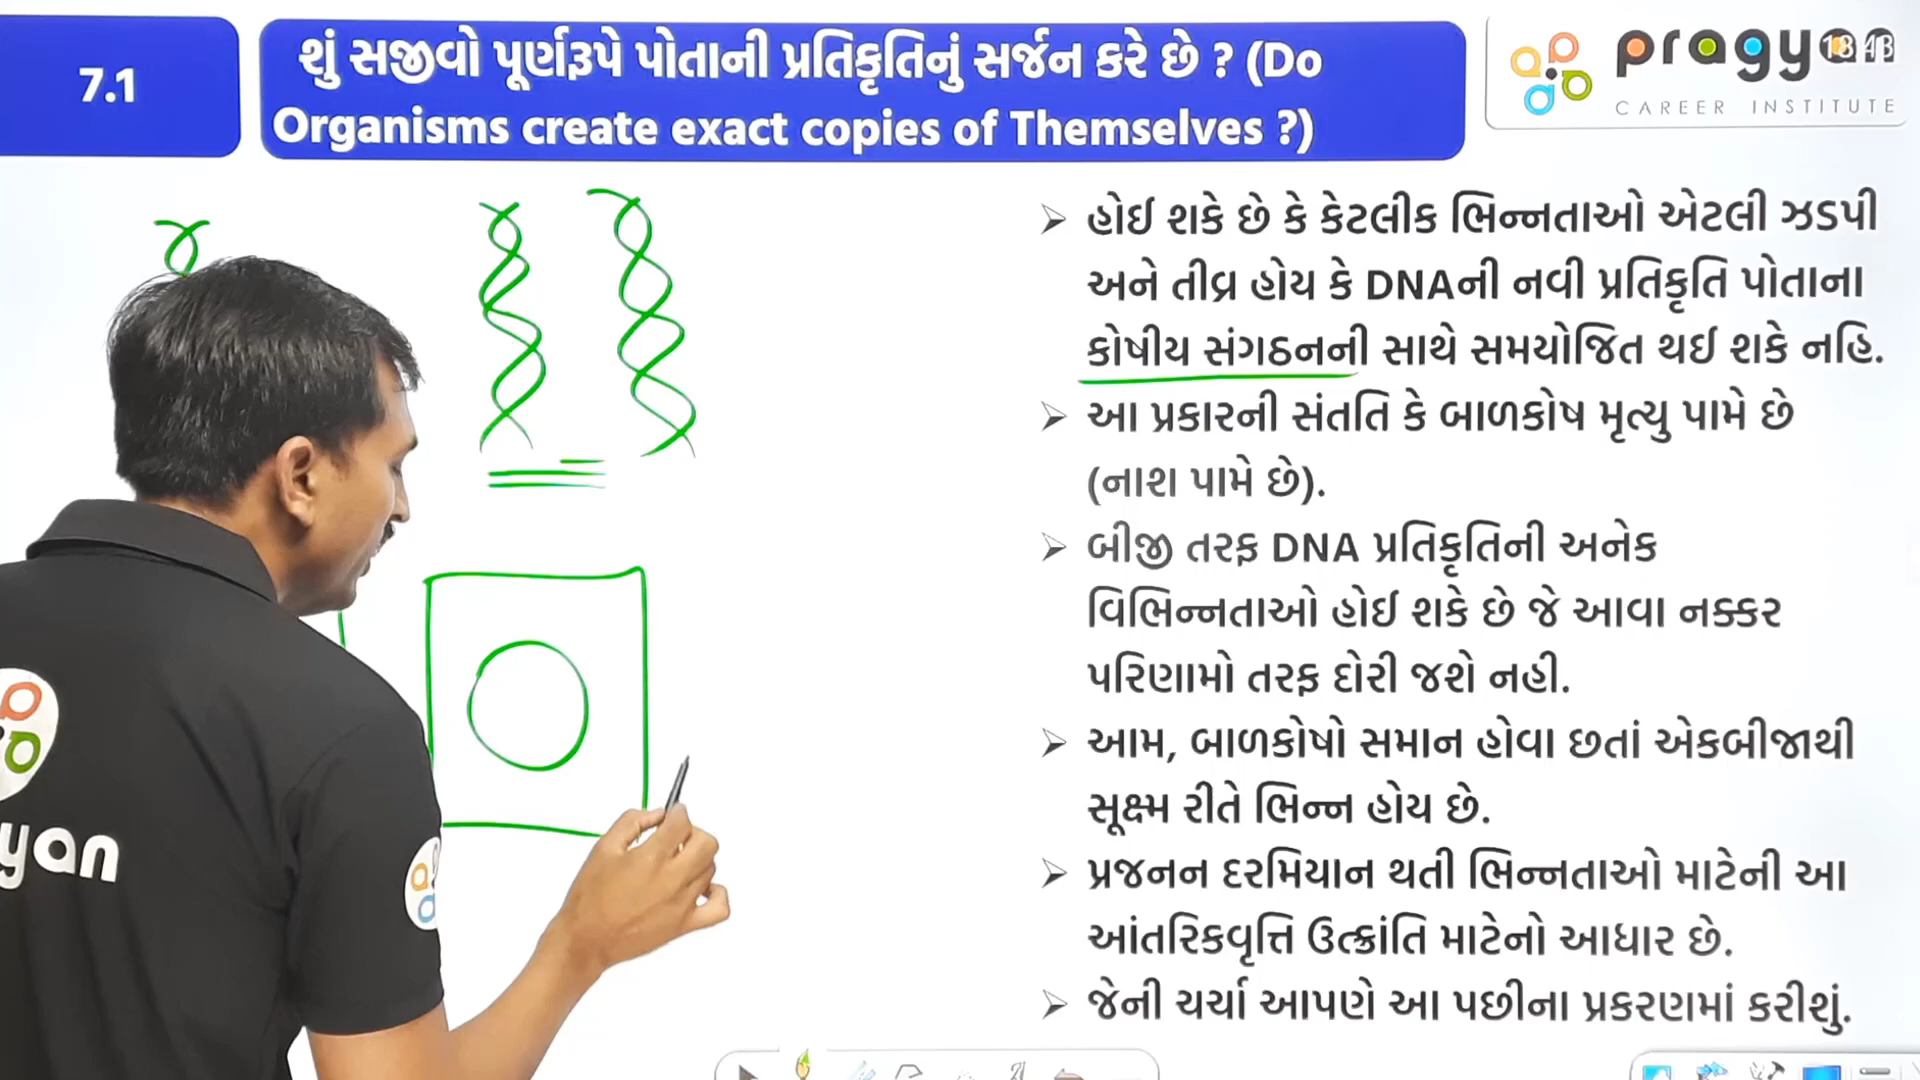 7.1
શું સજીવો પૂર્ણરૂપે પોતાની પ્રતિકૃતિનું સર્જન કરે છે ? (Do
Organisms create exact copies of Themselves ?)
pragyan
CAREER INSTITUTE
➢ હોઈ શકે છે કે કેટલીક ભિન્નતાઓ એટલી ઝડપી
અને તીવ્ર હોય કે DNAની નવી પ્રતિકૃતિ પોતાના
કોષીય સંગઠનની સાથે સમયોજિત થઈ શકે નહિ.
➢ આ પ્રકારની સંતતિ કે બાળકોષ મૃત્યુ પામે છે
(નાશ પામે છે).
➢ બીજી તરફ DNA પ્રતિકૃતિની અનેક
વિભિન્નતાઓ હોઈ શકે છે જે આવા નક્કર
પરિણામો તરફ દોરી જશે નહી.
➢ આમ, બાળકોષો સમાન હોવા છતાં એકબીજાથી
સૂક્ષ્મ રીતે ભિન્ન હોય છે.
➢ પ્રજનન દરમિયાન થતી ભિન્નતાઓ માટેની આ
આંતરિકવૃત્તિ ઉત્ક્રાંતિ માટેનો આધાર છે.
➢ જેની ચર્ચા આપણે આ પછીના પ્રકરણમાં કરીશું.
yan